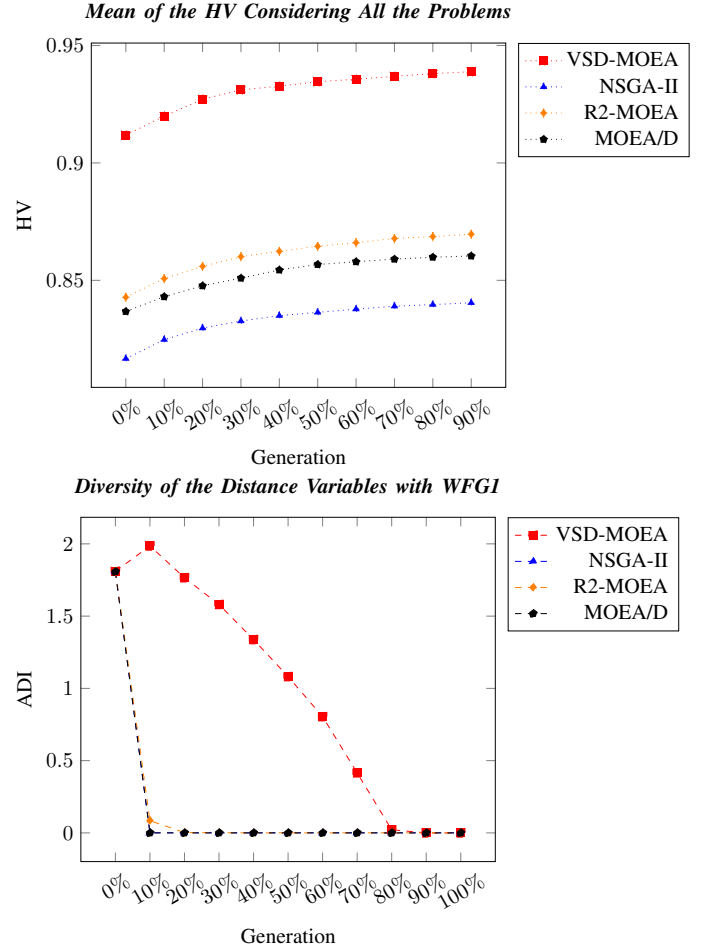 Mean of the HV Considering All the Problems
0.95
0.9
0.85
HV
0%
10%
20%
30%
40%
50%
60%
70%
80%
90%
Generation
VSD-MOEA
NSGA-II
R2-MOEA
MOEA/D
Diversity of the Distance Variables with WFG1
2
1.5
1
0.5
0
ADI
0%
10%
20%
30%
40%
50%
60%
70%
80%
90%
100%
Generation
VSD-MOEA
NSGA-II
R2-MOEA
MOEA/D